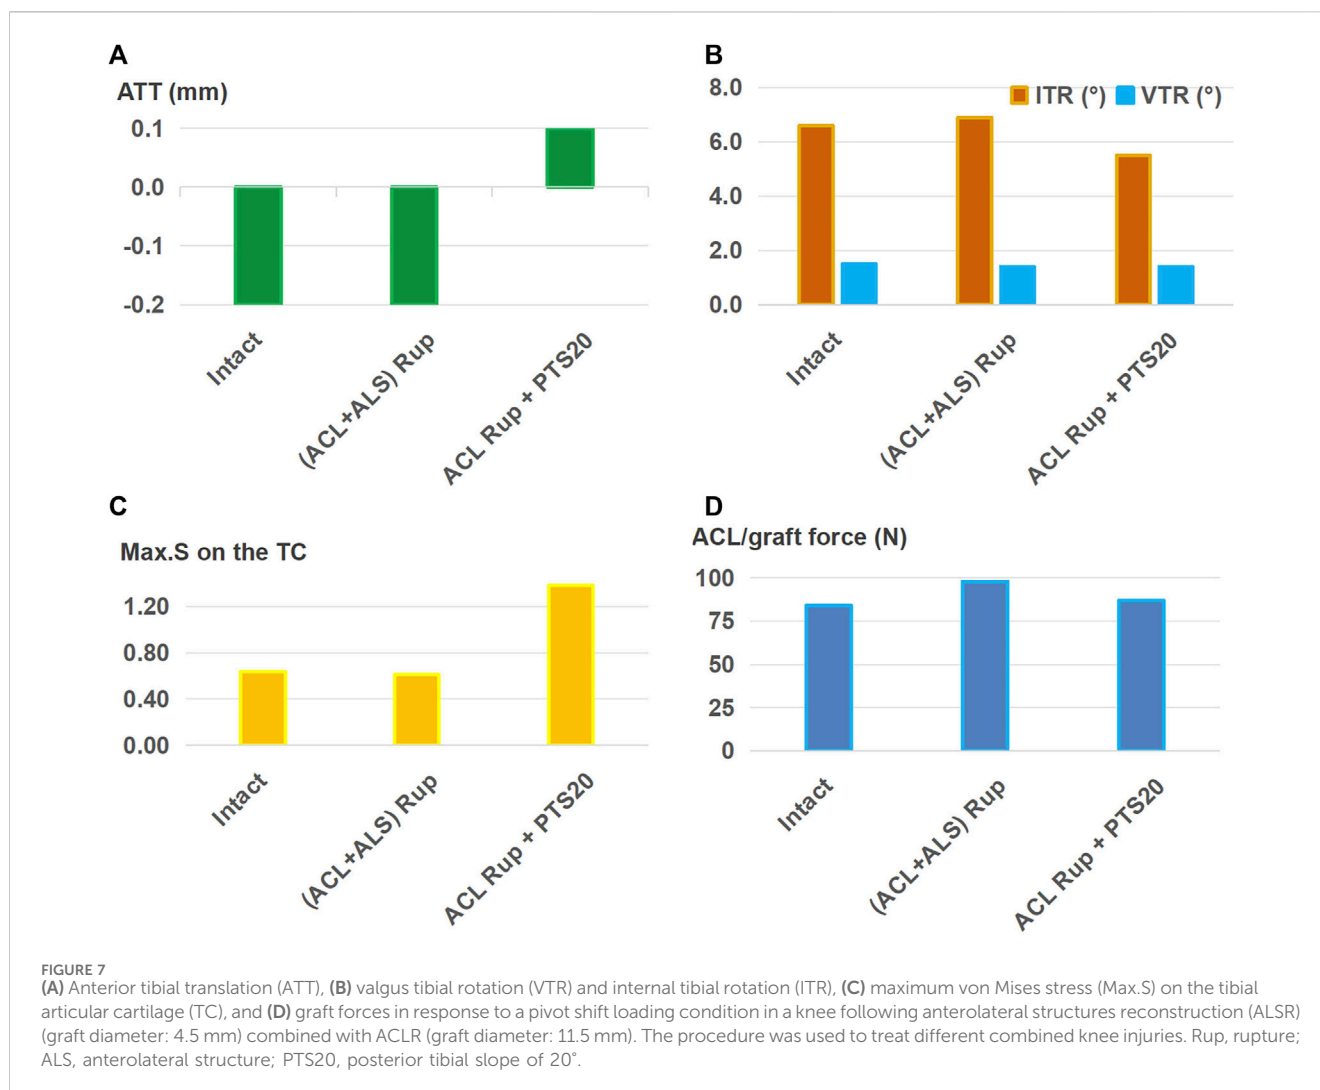 A
ATT (mm)
0.1
0.0
-0.1
-0.2
Intact
(ACL+ALS) Rup
ACL Rup + PTS20
B
ITR (°) VTR (°)
8.0
6.0
4.0
2.0
0.0
Intact
(ACL+ALS) Rup
ACL Rup + PTS20
C
Max.S on the TC
1.20
0.80
0.40
0.00
Intact
(ACL+ALS) Rup
ACL Rup + PTS20
D
ACL/graft force (N)
100
75
50
25
0
Intact
(ACL+ALS) Rup
ACL Rup + PTS20
FIGURE 7
(A) Anterior tibial translation (ATT), (B) valgus tibial rotation (VTR) and internal tibial rotation (ITR), (C) maximum von Mises stress (Max.S) on the tibial
articular cartilage (TC), and (D) graft forces in response to a pivot shift loading condition in a knee following anterolateral structures reconstruction (ALSR)
(graft diameter: 4.5 mm) combined with ACLR (graft diameter: 11.5 mm). The procedure was used to treat different combined knee injuries. Rup, rupture;
ALS, anterolateral structure; PTS20, posterior tibial slope of 20°.